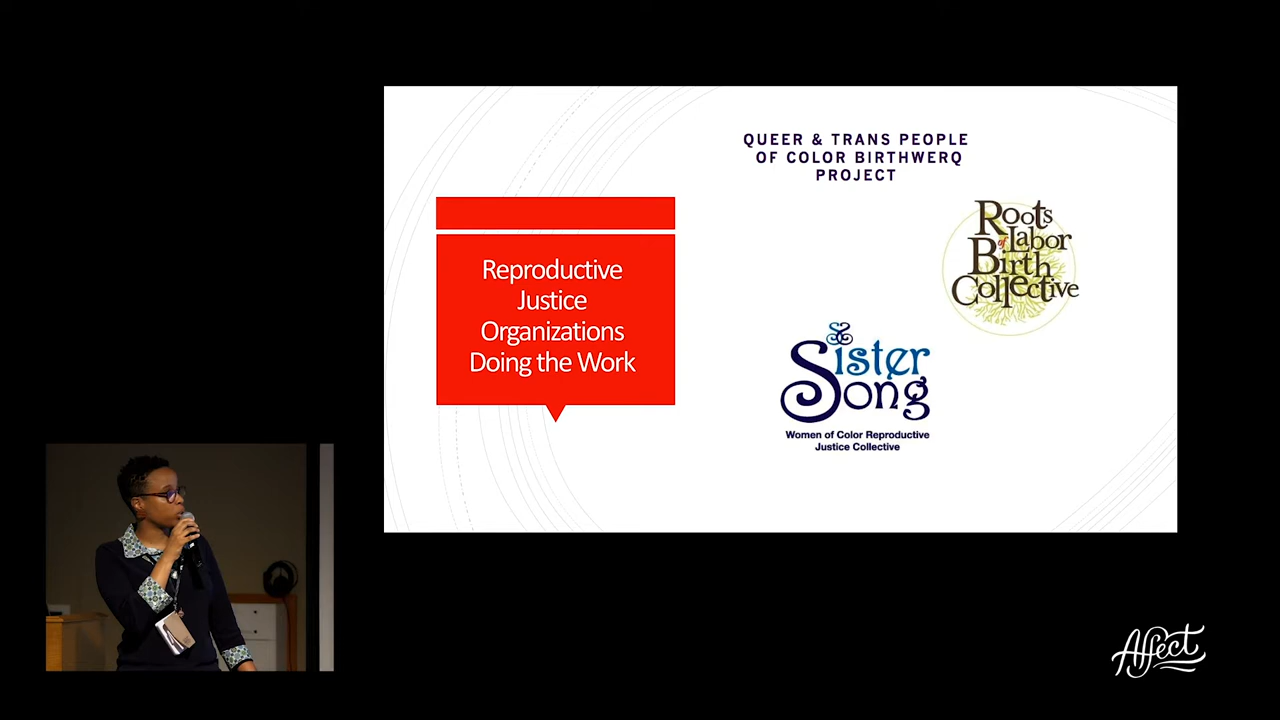 QUEER & TRANS PEOPLE
OF COLOR BIRTHWERQ
PROJECT
Reproductive
Justice
Organizations
Doing the Work
Roots
of Labor
Birth
Collective
Sister
Song
Women of Color Reproductive
Justice Collective
Affect